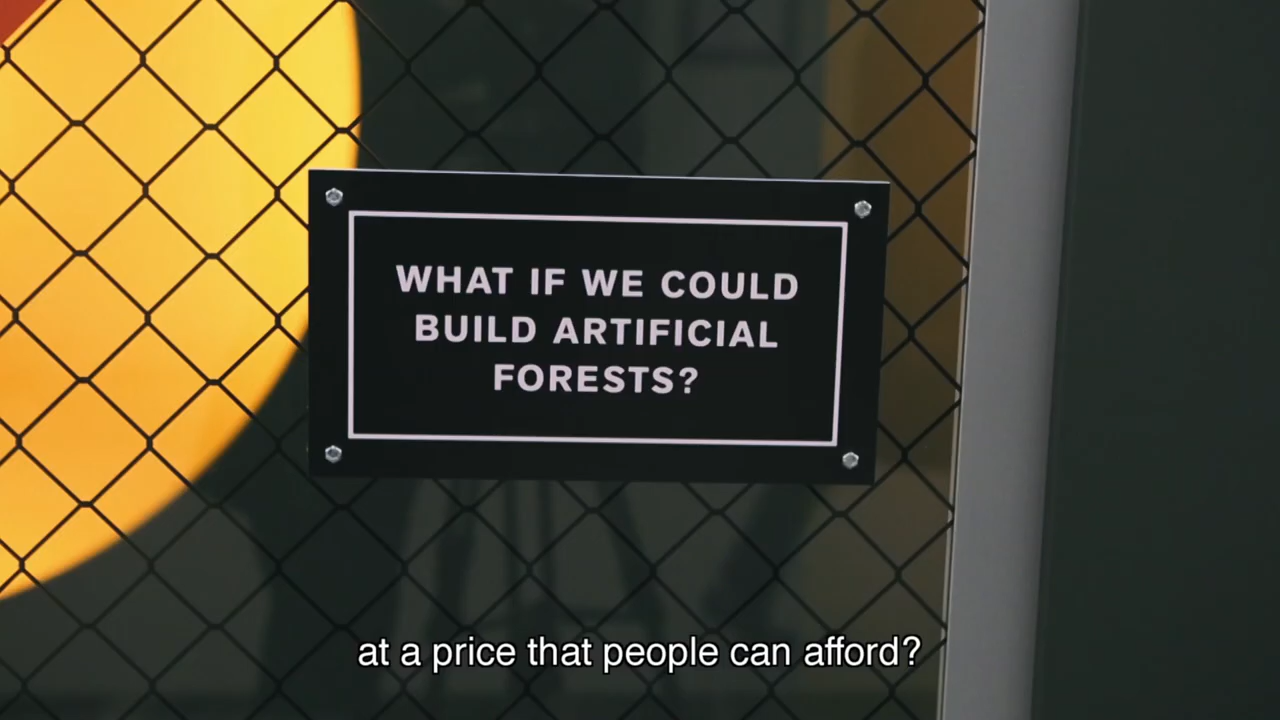 WHAT IF WE COULD
BUILD ARTIFICIAL
FORESTS?
at a price that people can afford?